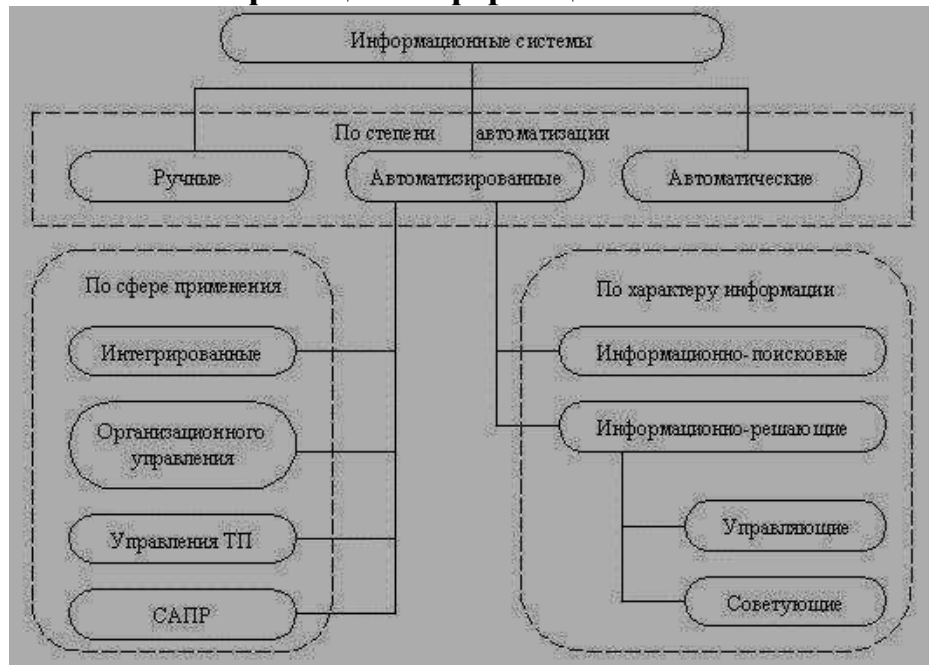 Информационные системы
По степени автоматизации
Ручные
Автоматизированные
Автоматические
По сфере применения
Интегрированные
Организационного
управления
Управления ТП
САПР
По характеру информации
Информационно-поисковые
Информационно-решающие
Управляющие
Советующие